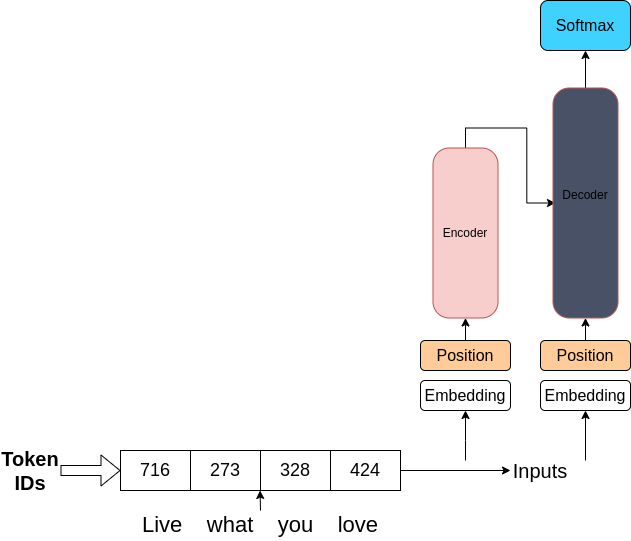 Softmax
Decoder
Encoder
Position Position
Embedding Embedding
Token
IDs
716 273 328 424
Inputs
Live what you love